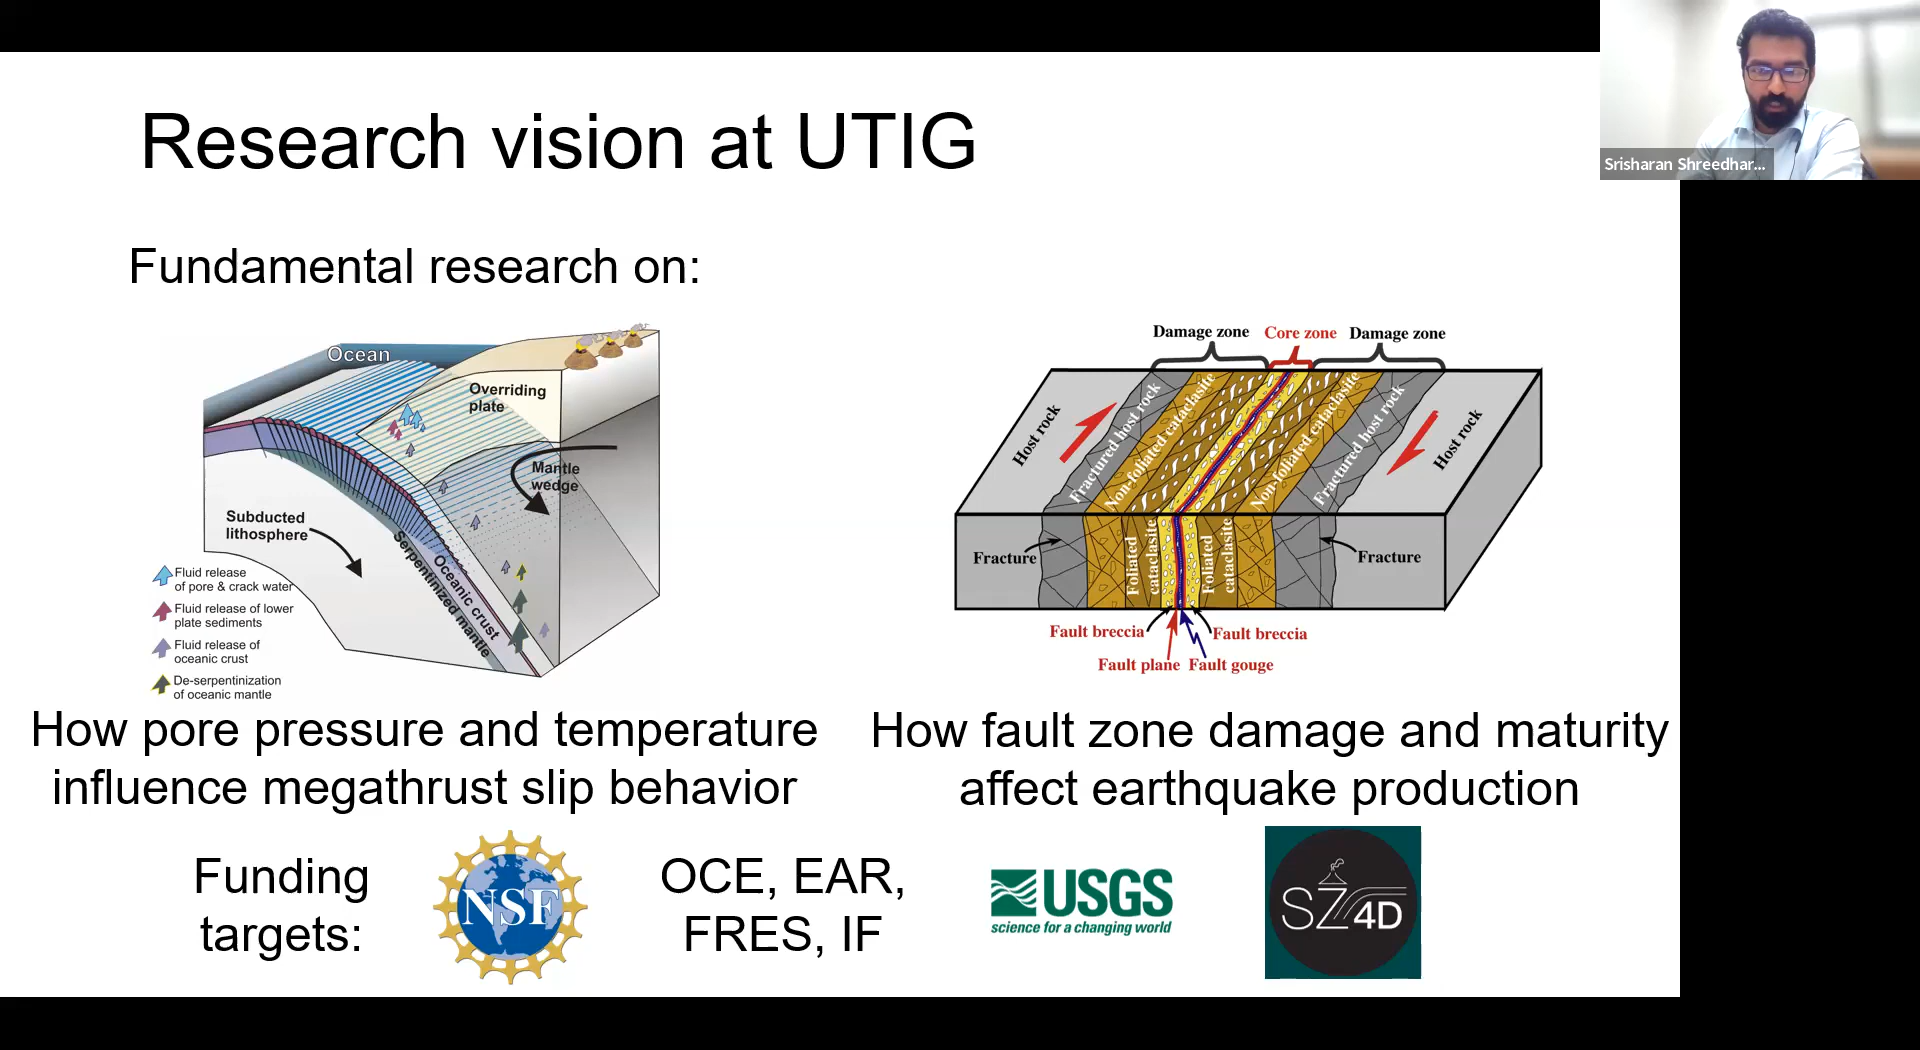 Srisharan Shreedhar...
Research vision at UTIG
Fundamental research on:
Ocean
Overriding
plate
Mantle
wedge
Subducted
lithosphere
Serpentinized mantle
Oceanic crust
Fluid release
of pore & crack water
Fluid release of lower
plate sediments
Fluid release of
oceanic crust
De-serpentinization
of oceanic mantle
Damage zone
Core zone
Damage zone
Host rock
Fractured host rock
Non-foliated cataclasite
Non-foliated cataclasite
Fractured host rock
Host rock
Fracture
Foliated
cataclasite
Foliated
cataclasite
Fracture
Fault breccia
Fault breccia
Fault plane
Fault gouge
How pore pressure and temperature
influence megathrust slip behavior
How fault zone damage and maturity
affect earthquake production
Funding
targets:
NSF
OCE, EAR,
FRES, IF
USGS
science for a changing world
SZ4D